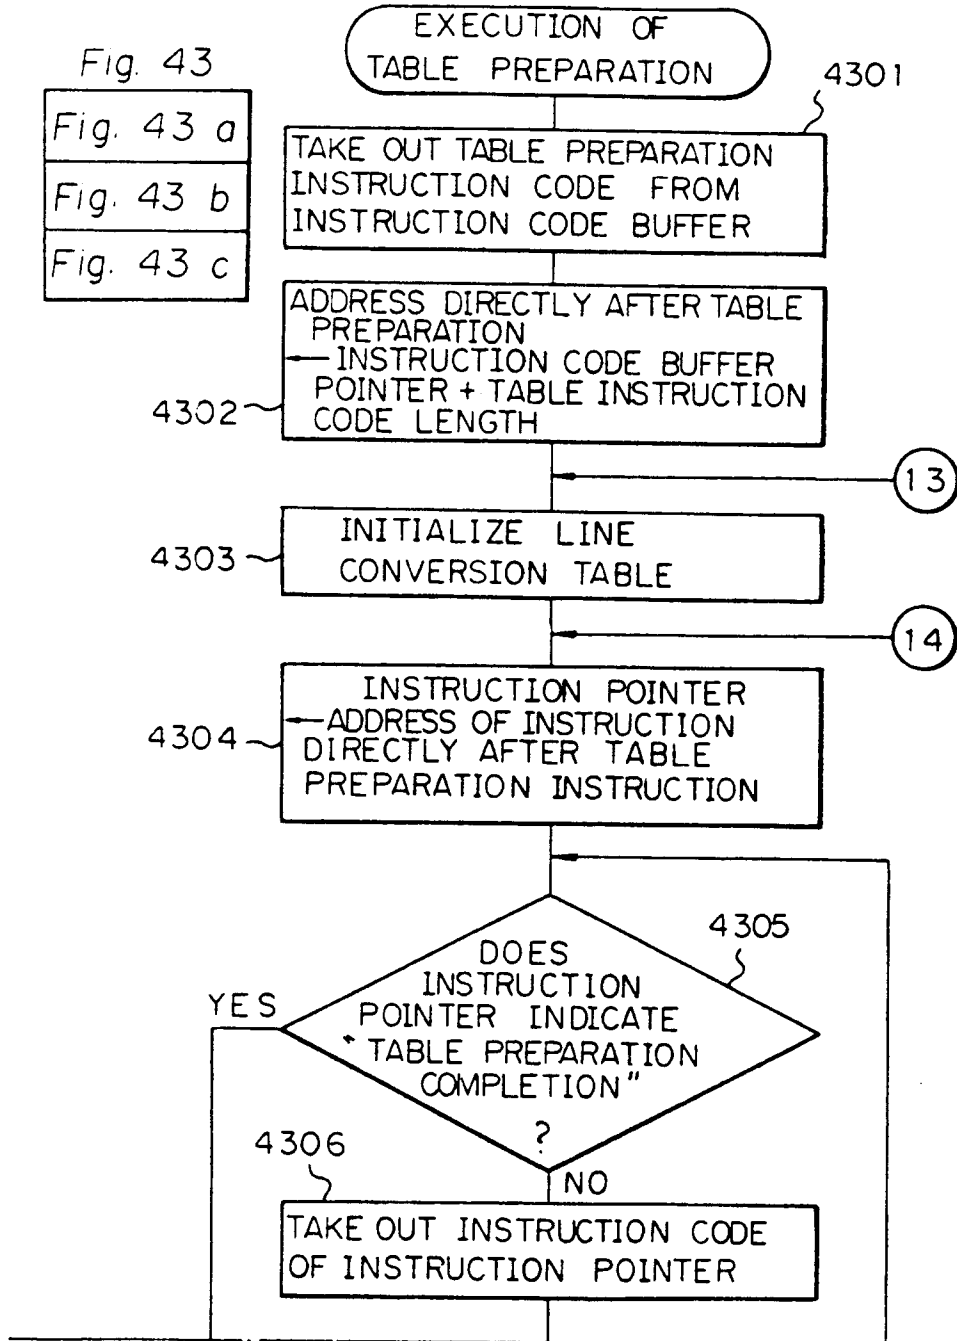 Fig. 43
Fig. 43 a
Fig. 43 b
Fig. 43 c
EXECUTION OF
TABLE PREPARATION
4301
TAKE OUT TABLE PREPARATION
INSTRUCTION CODE FROM
INSTRUCTION CODE BUFFER
4302
ADDRESS DIRECTLY AFTER TABLE
PREPARATION
← INSTRUCTION CODE BUFFER
POINTER + TABLE INSTRUCTION
CODE LENGTH
13
4303
INITIALIZE LINE
CONVERSION TABLE
14
4304
INSTRUCTION POINTER
← ADDRESS OF INSTRUCTION
DIRECTLY AFTER TABLE
PREPARATION INSTRUCTION
4305
DOES
INSTRUCTION
POINTER INDICATE
"TABLE PREPARATION
COMPLETION"
?
YES
NO
4306
TAKE OUT INSTRUCTION CODE
OF INSTRUCTION POINTER